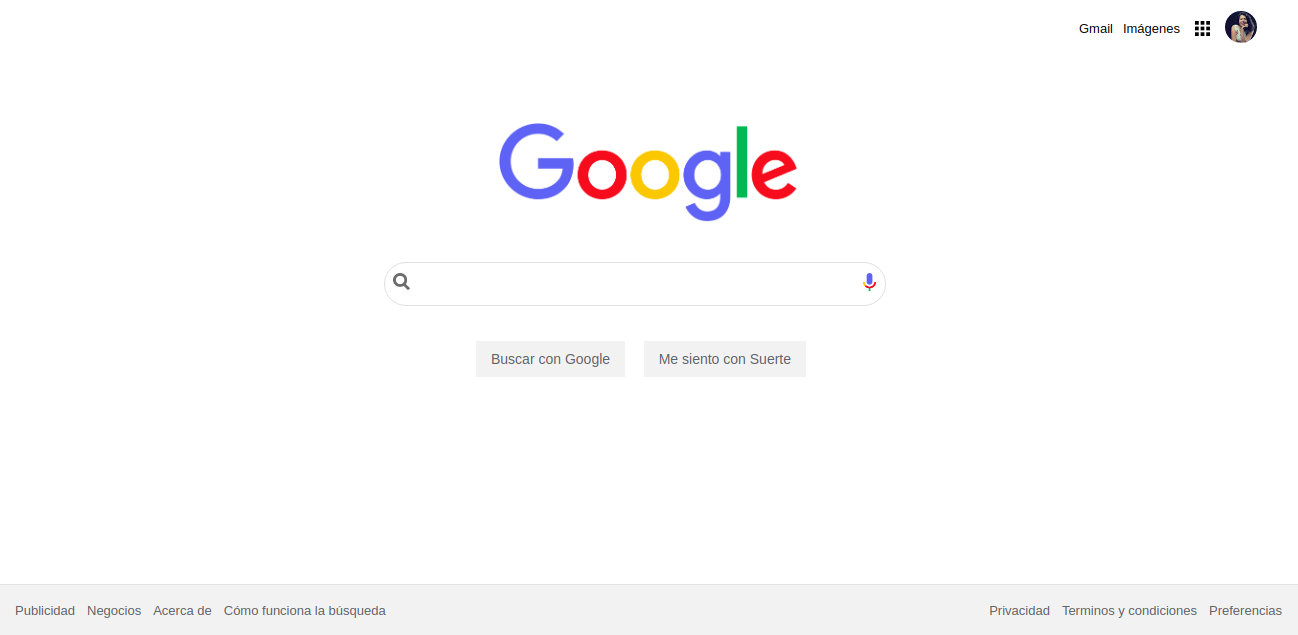 Gmail Imágenes
Google
Buscar con Google Me siento con Suerte
Publicidad Negocios Acerca de Cómo funciona la búsqueda Privacidad Terminos y condiciones Preferencias